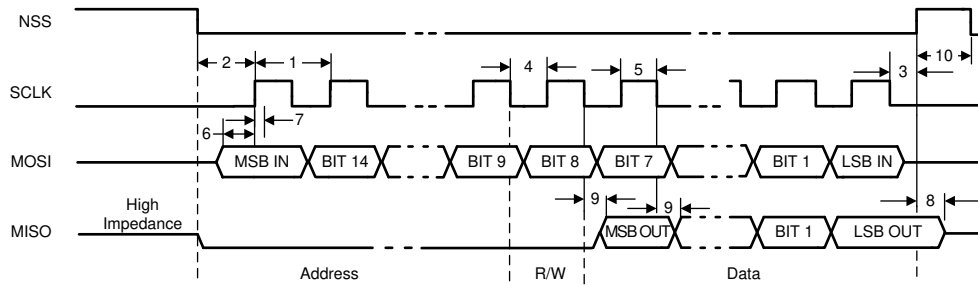 NSS
10
2
1
4
5
3
SCLK
7
6
MOSI
MSB IN
BIT 14
BIT 9
BIT 8
BIT 7
BIT 1
LSB IN
High
Impedance
9
9
8
MISO
MSB OUT
BIT 1
LSB OUT
Address
R/W
Data